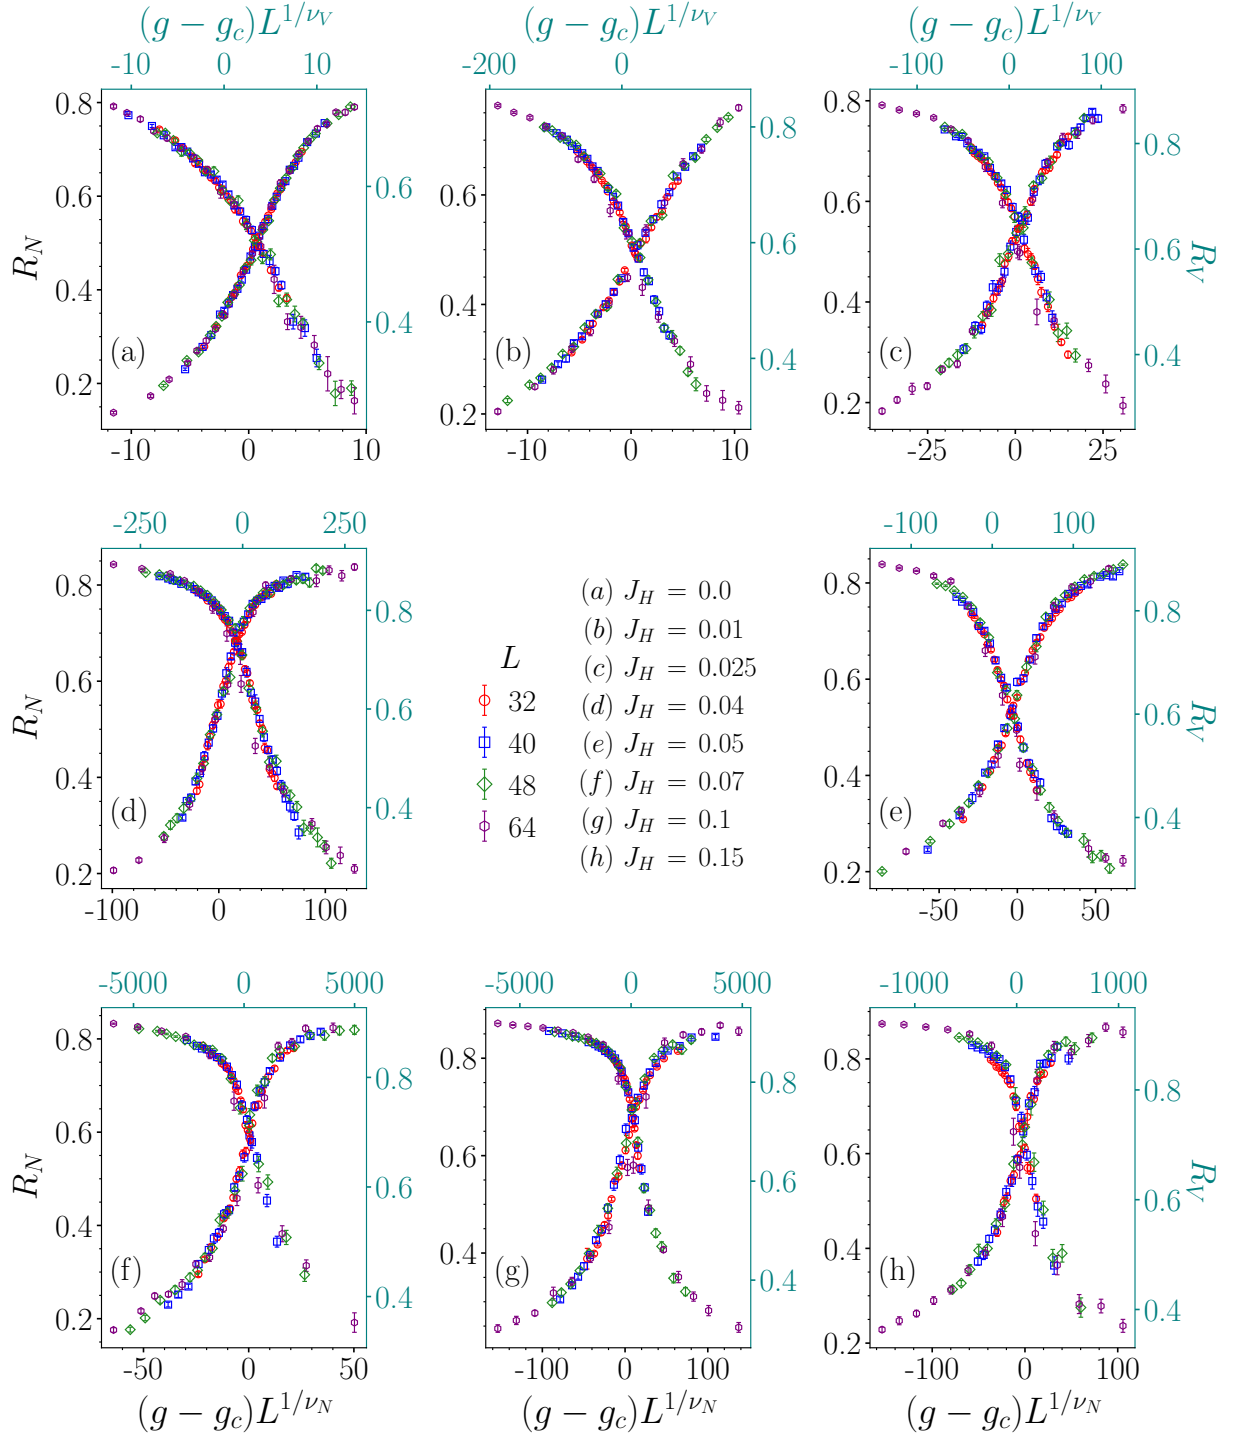 (g − g_c)L^{1/ν_V} (g − g_c)L^{1/ν_V} (g − g_c)L^{1/ν_V}
-10 0 10 -200 0 -100 0 100
0.8 0.6 0.4 0.2 R_N (a) 0.6 0.4
-10 0 10
0.7 0.6 0.5 0.4 0.3 0.2 (b) 0.8 0.6 0.4
-10 0 10
0.8 0.6 0.4 0.2 (c) 0.8 0.6 0.4 R_V
-25 0 25
-250 0 250 -100 0 100
0.8 0.6 0.4 0.2 R_N (d) 0.8 0.6 0.4
-100 0 100
L
32
40
48
64
(a) J_H = 0.0
(b) J_H = 0.01
(c) J_H = 0.025
(d) J_H = 0.04
(e) J_H = 0.05
(f) J_H = 0.07
(g) J_H = 0.1
(h) J_H = 0.15
0.8 0.6 0.4 0.2 (e) 0.8 0.6 0.4 R_V
-50 0 50
-5000 0 5000 -5000 0 5000 -1000 0 1000
0.8 0.6 0.4 0.2 R_N (f) 0.8 0.6 0.4
-50 0 50
0.8 0.6 0.4 (g) 0.8 0.6 0.4
-100 0 100
0.8 0.6 0.4 0.2 (h) 0.8 0.6 0.4 R_V
-100 0 100
(g − g_c)L^{1/ν_N} (g − g_c)L^{1/ν_N} (g − g_c)L^{1/ν_N}